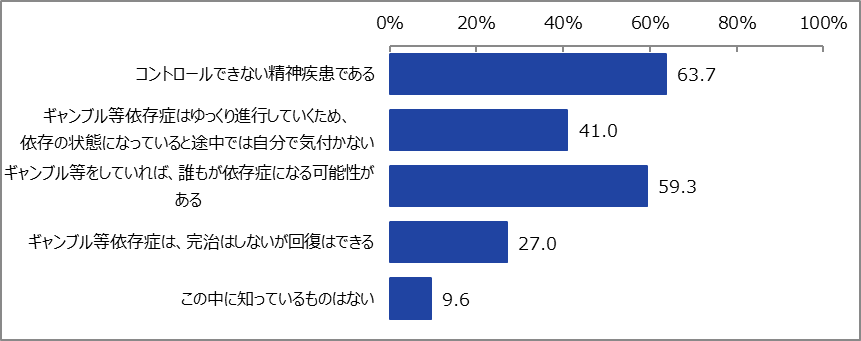 0% 20% 40% 60% 80% 100%
コントロールできない精神疾患である 63.7
ギャンブル等依存症はゆっくり進行していくため、
依存の状態になっていると途中では自分で気付かない 41.0
ギャンブル等をしていれば、誰もが依存症になる可能性が
ある 59.3
ギャンブル等依存症は、完治はしないが回復はできる 27.0
この中に知っているものはない 9.6